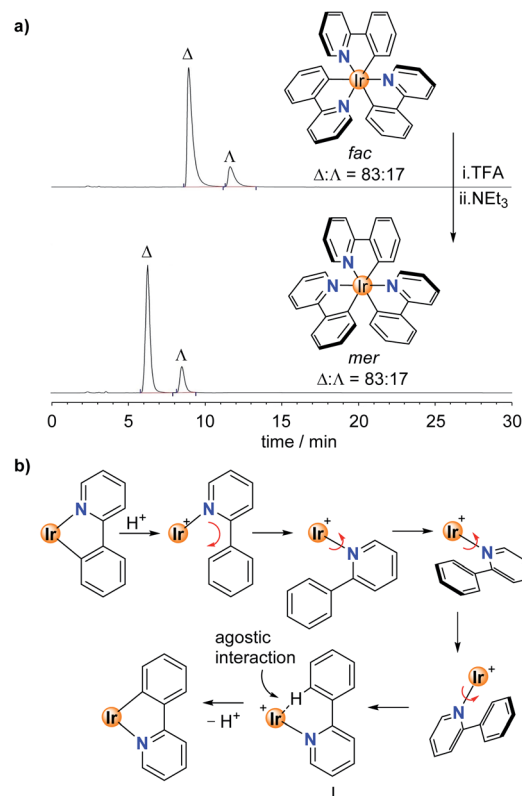 a)
Δ
Λ
Ir
N
N
N
fac
Δ:Λ = 83:17
i.TFA
ii.NEt₃
Δ
Λ
Ir
N
N
N
mer
Δ:Λ = 83:17
0 5 10 15 20 25 30
time / min
b)
Ir
N
H⁺
Ir⁺
N
Ir⁺
N
Ir⁺
N
agostic
interaction
Ir
N
– H⁺
Ir⁺
H
N
Ir⁺
N
I